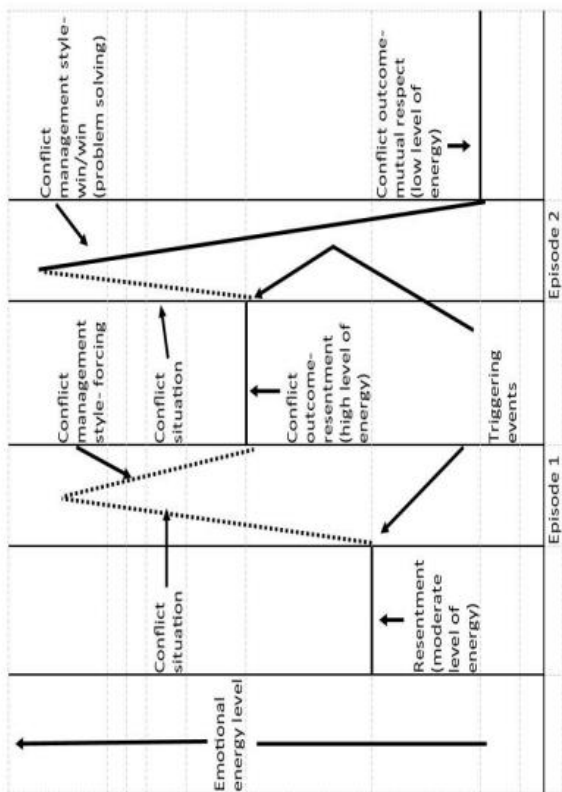 Emotional
energy level
Conflict
situation
Resentment
(moderate
level of
energy)
Conflict
management
style- forcing
Conflict
situation
Conflict
outcome-
resentment
(high level of
energy)
Triggering
events
Conflict
management style-
win/win
(problem solving)
Conflict outcome-
mutual respect
(low level of
energy)
Episode 1
Episode 2